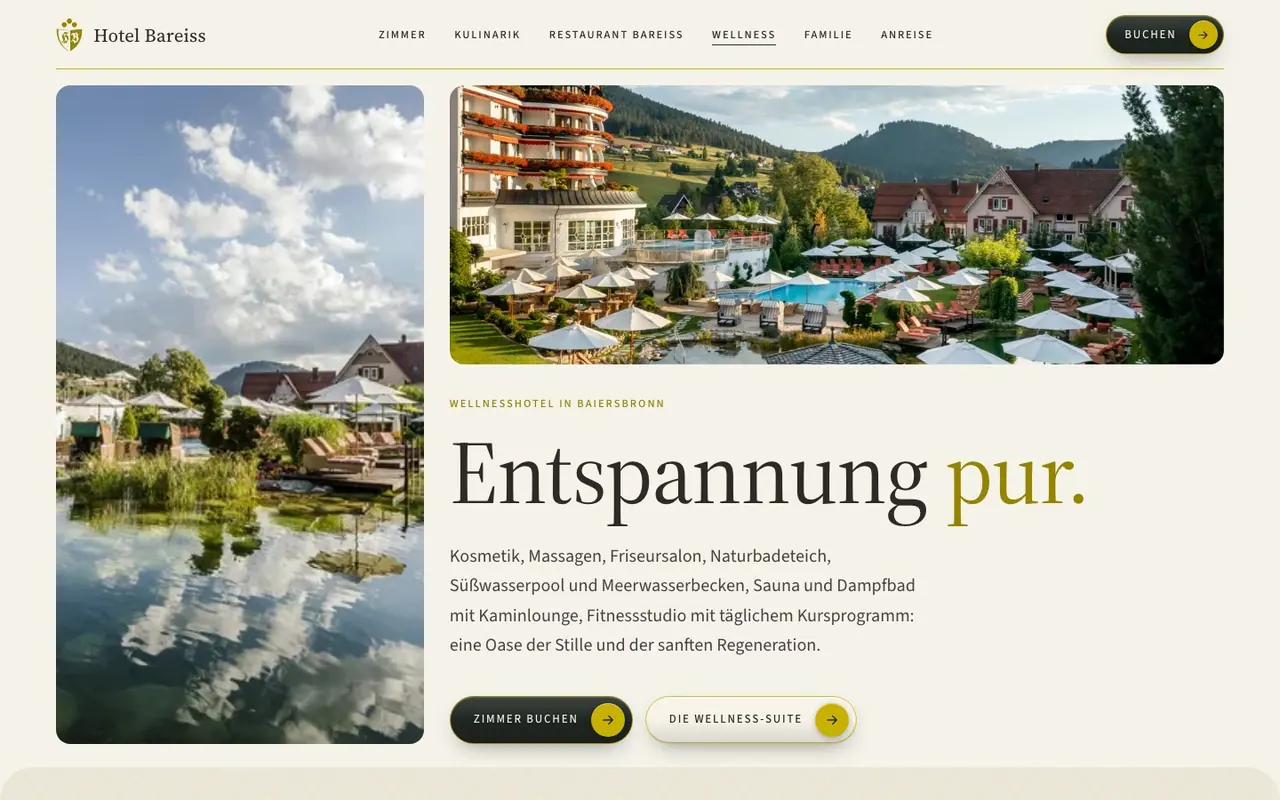 Hotel Bareiss
ZIMMER
KULINARIK
RESTAURANT BAREISS
WELLNESS
FAMILIE
ANREISE
BUCHEN
WELLNESSHOTEL IN BAIERSBRONN
Entspannung pur.
Kosmetik, Massagen, Friseursalon, Naturbadeteich,
Süßwasserpool und Meerwasserbecken, Sauna und Dampfbad
mit Kaminlounge, Fitnessstudio mit täglichem Kursprogramm:
eine Oase der Stille und der sanften Regeneration.
ZIMMER BUCHEN
DIE WELLNESS-SUITE